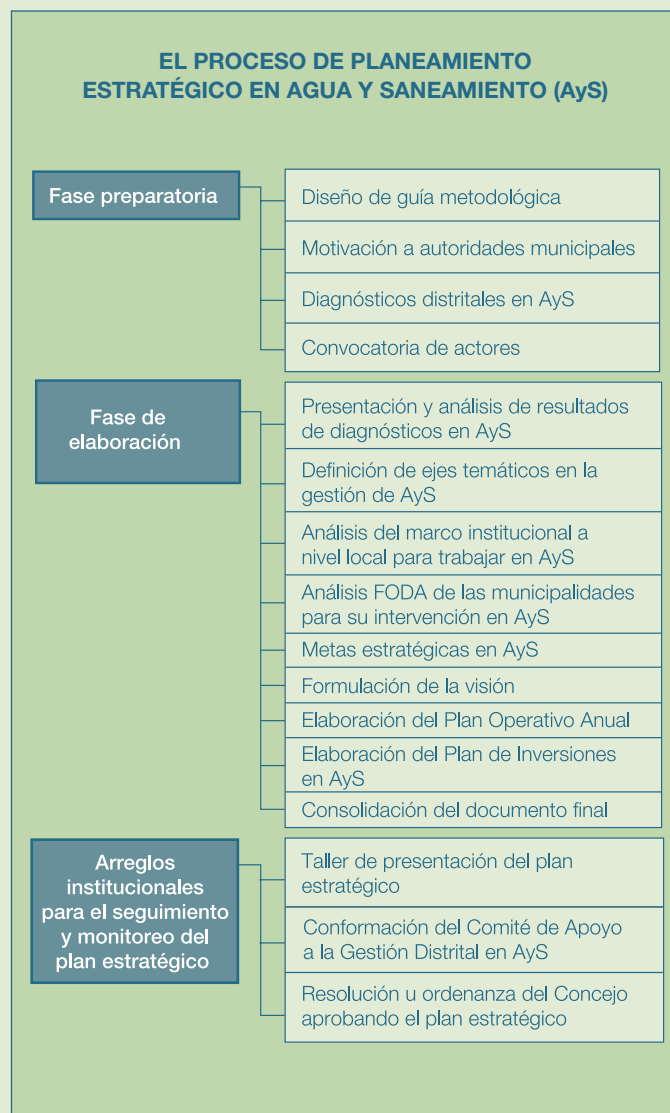 EL PROCESO DE PLANEAMIENTO
ESTRATÉGICO EN AGUA Y SANEAMIENTO (AyS)
Fase preparatoria
Diseño de guía metodológica
Motivación a autoridades municipales
Diagnósticos distritales en AyS
Convocatoria de actores
Fase de
elaboración
Presentación y análisis de resultados
de diagnósticos en AyS
Definición de ejes temáticos en la
gestión de AyS
Análisis del marco institucional a
nivel local para trabajar en AyS
Análisis FODA de las municipalidades
para su intervención en AyS
Metas estratégicas en AyS
Formulación de la visión
Elaboración del Plan Operativo Anual
Elaboración del Plan de Inversiones
en AyS
Consolidación del documento final
Arreglos
institucionales
para el seguimiento
y monitoreo del
plan estratégico
Taller de presentación del plan
estratégico
Conformación del Comité de Apoyo
a la Gestión Distrital en AyS
Resolución u ordenanza del Concejo
aprobando el plan estratégico